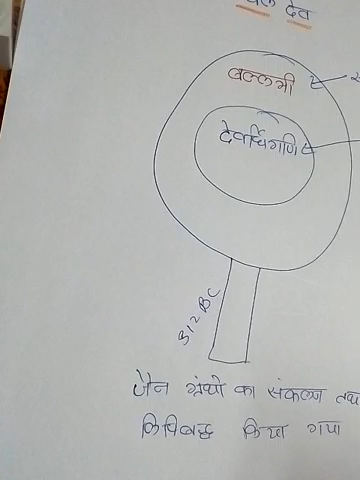 देव
वल्लभी
देवर्धिगणि
312 BC
जैन ग्रंथो का संकलन तथा
लिपिबद्ध किया गया